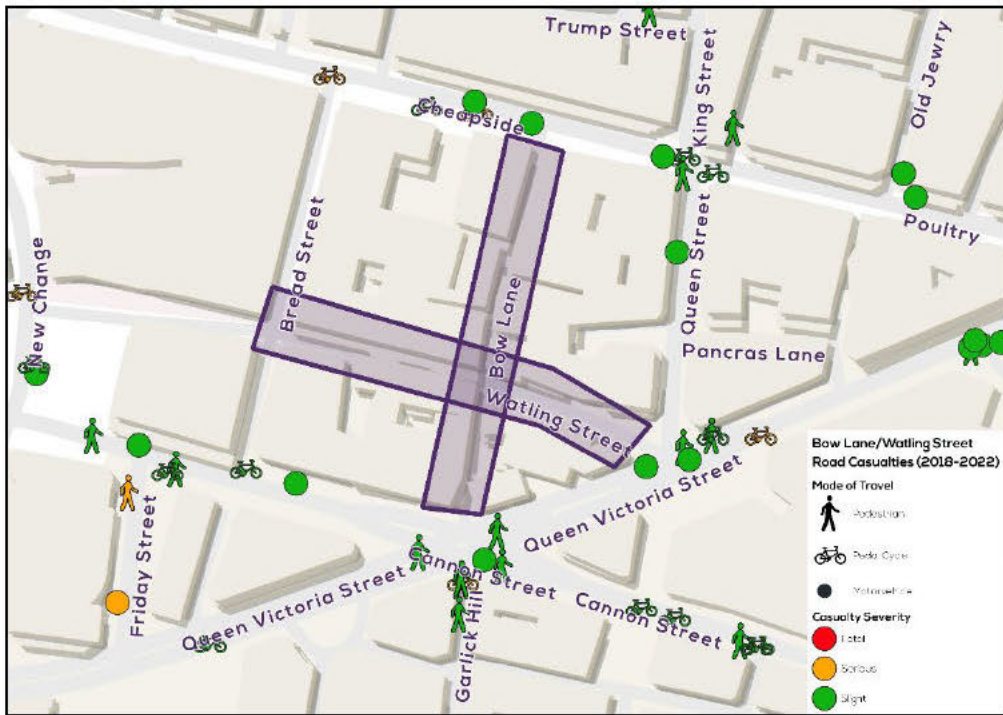 Trump Street
King Street
Old Jewry
Cheapside
Poultry
Bread Street
New Change
Bow Lane
Queen Street
Pancras Lane
Watling Street
Queen Victoria Street
Cannon Street
Cannon Street
Queen Victoria Street
Friday Street
Garlick Hill
Bow Lane/Watling Street
Road Casualties (2018-2022)
Mode of Travel
Pedestrian
Pedal Cycle
Motorvehicle
Casualty Severity
Fatal
Serious
Slight